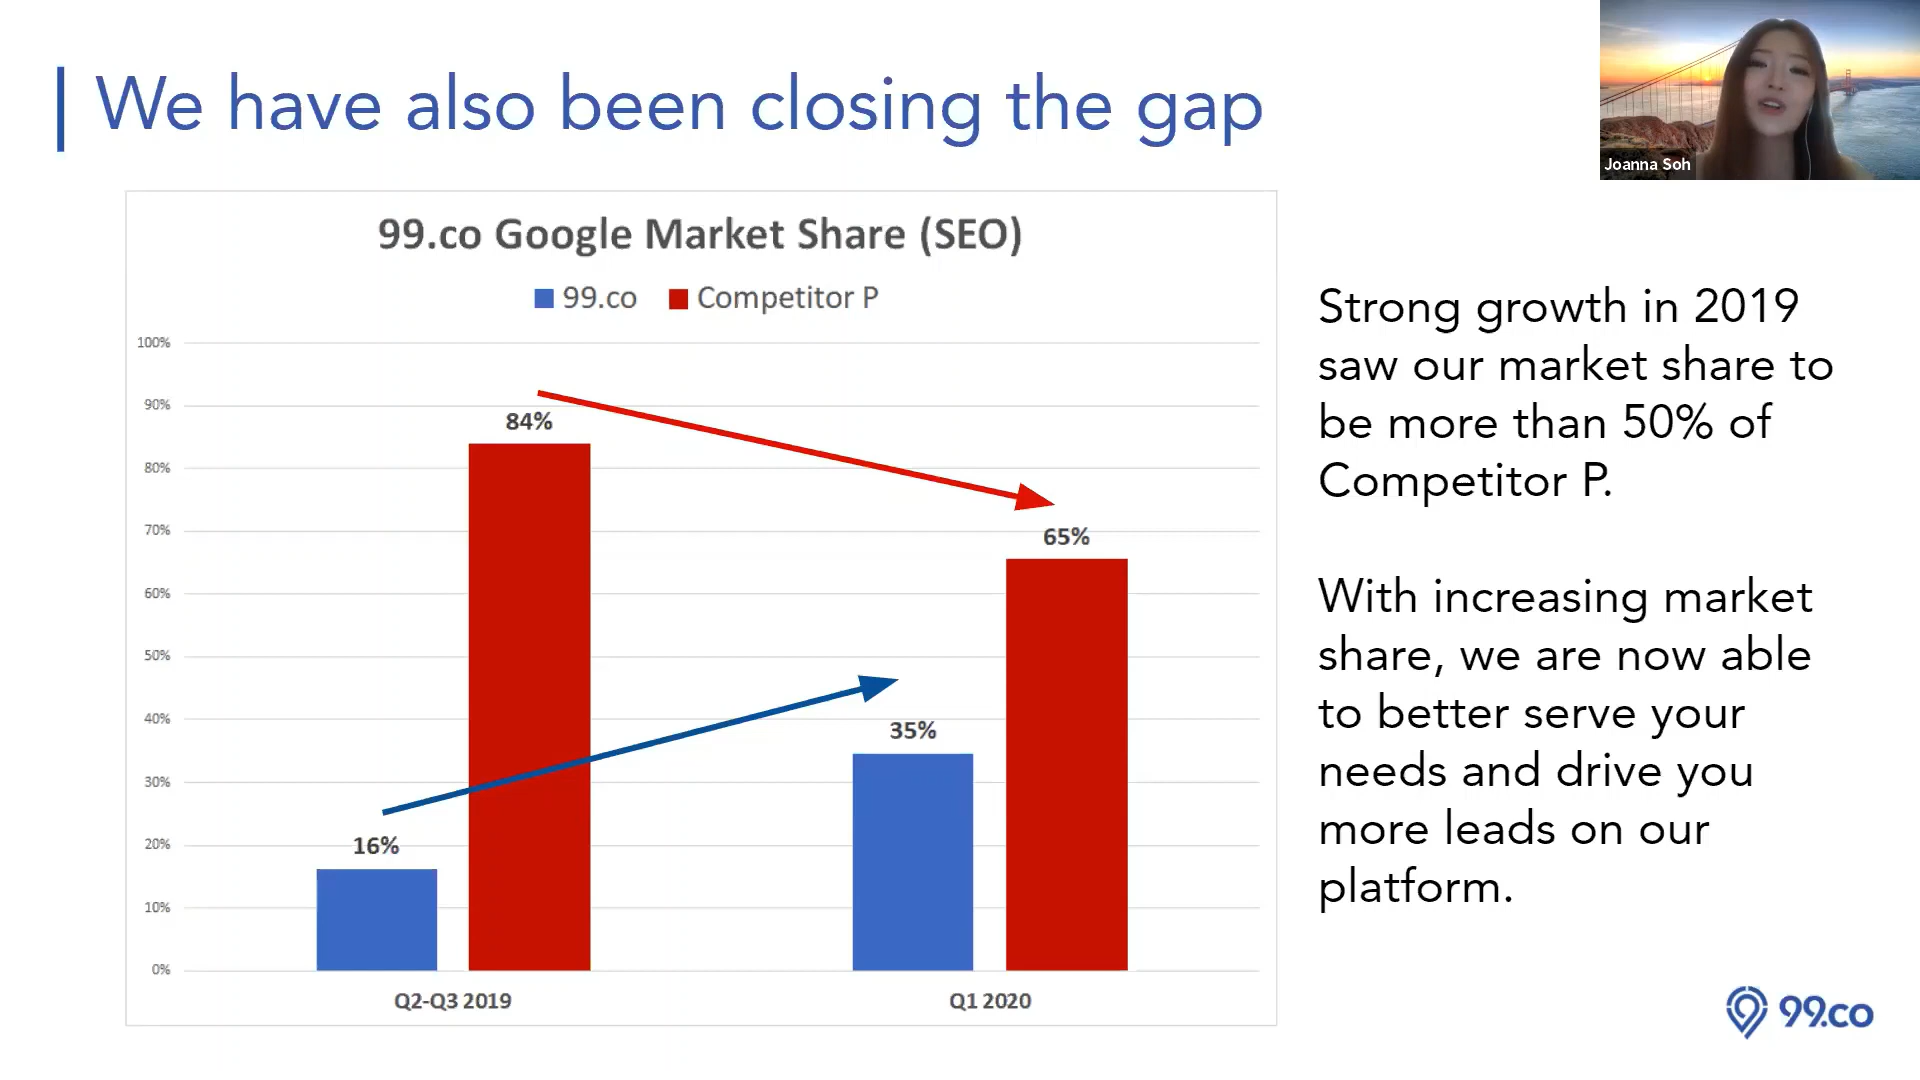 We have also been closing the gap
Joanna Soh
99.co Google Market Share (SEO)
99.co
Competitor P
100%
90%
80%
70%
60%
50%
40%
30%
20%
10%
0%
84%
65%
35%
16%
Q2-Q3 2019
Q1 2020
Strong growth in 2019
saw our market share to
be more than 50% of
Competitor P.
With increasing market
share, we are now able
to better serve your
needs and drive you
more leads on our
platform.
99.co